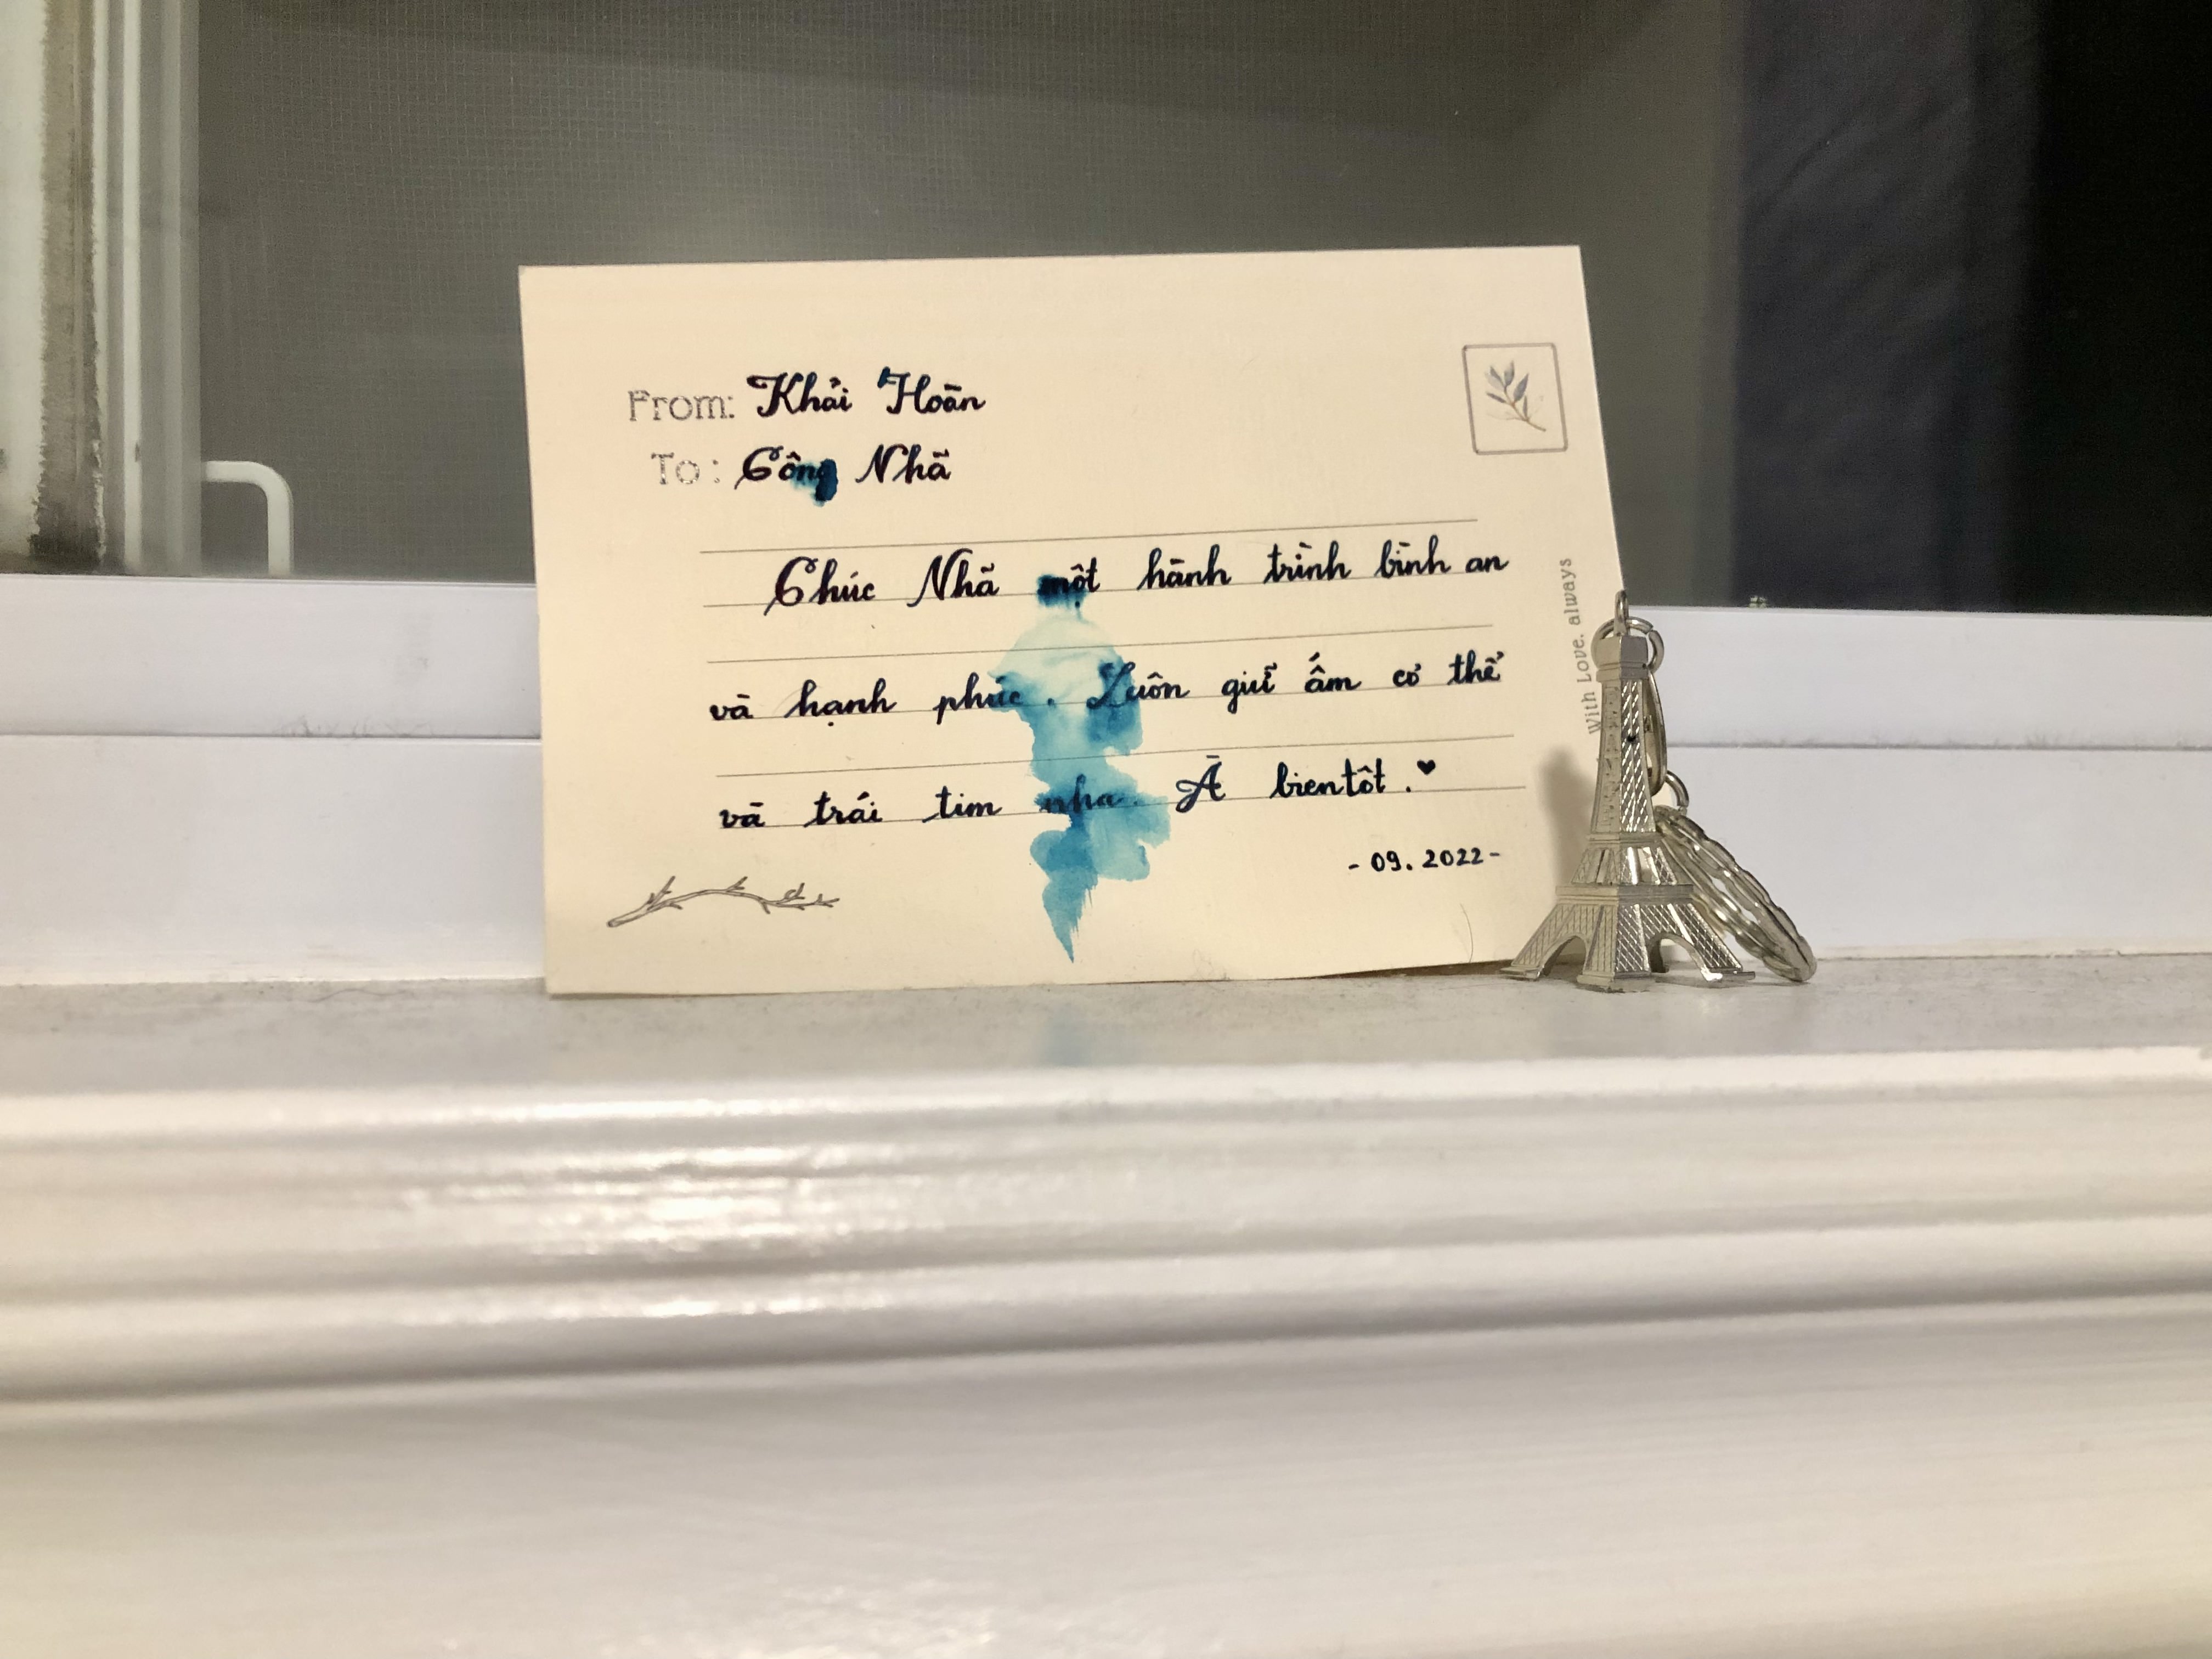 From: Khải Hoàn
To: Công Nhã
Chúc Nhã một hành trình bình an
và hạnh phúc. Luôn giữ ấm cơ thể
và trái tim nha. À bientôt.♥
- 09. 2022 -
With Love, always